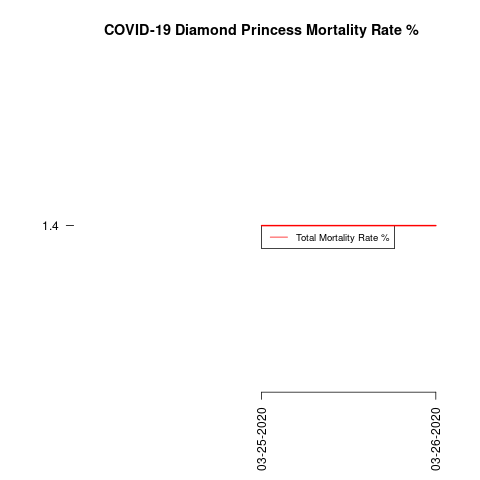 COVID-19 Diamond Princess Mortality Rate %
1.4
Total Mortality Rate %
03-25-2020
03-26-2020